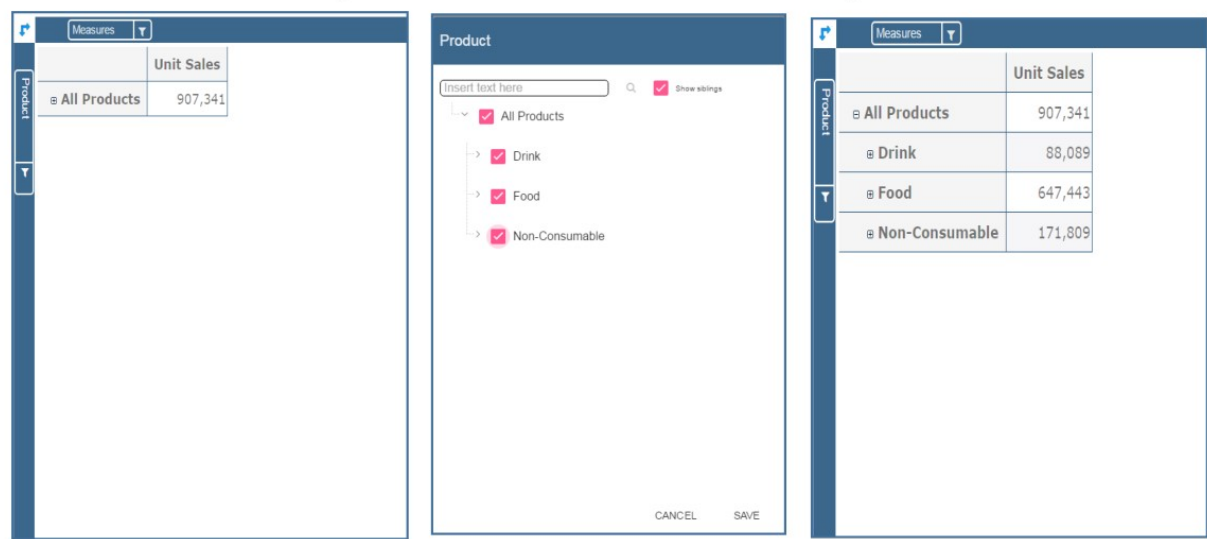 Measures
Unit Sales
All Products 907,341
Product
Product
Insert text here Show siblings
All Products
Drink
Food
Non-Consumable
CANCEL SAVE
Measures
Unit Sales
All Products 907,341
Drink 88,089
Food 647,443
Non-Consumable 171,809
Product